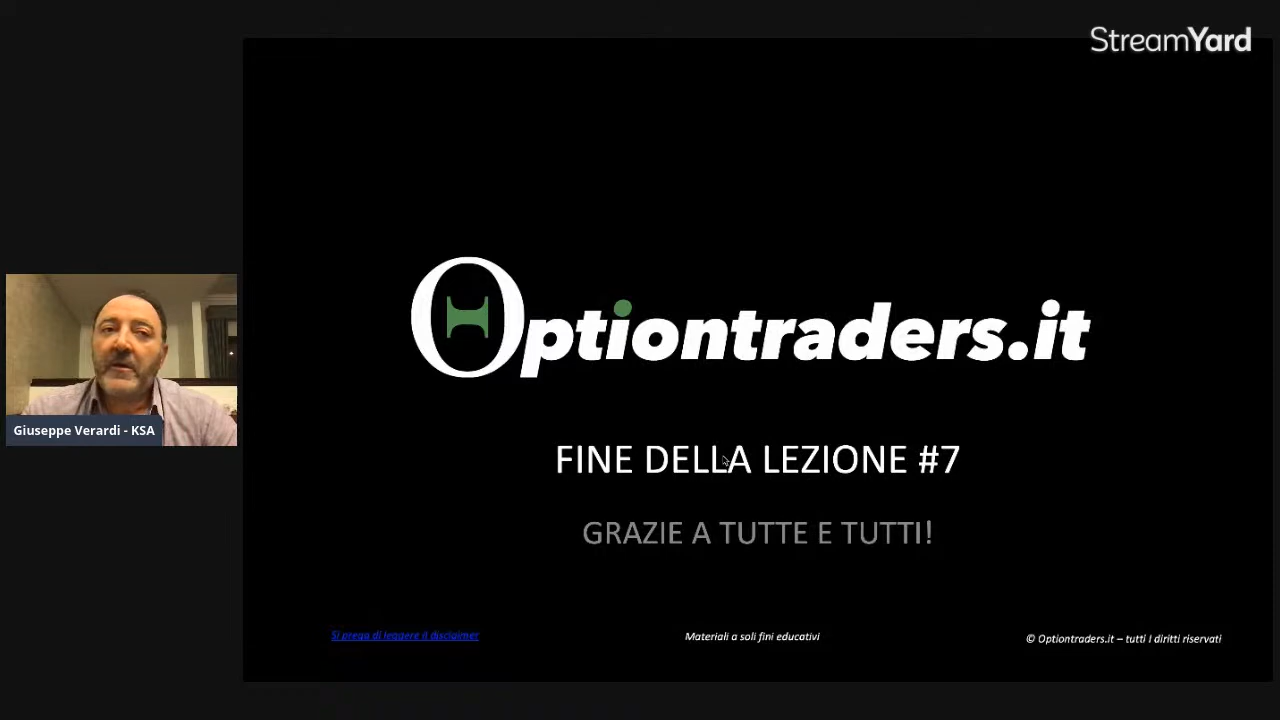 StreamYard
Optiontraders.it
Giuseppe Verardi - KSA
FINE DELLA LEZIONE #7
GRAZIE A TUTTE E TUTTI!
Si prega di leggere il disclaimer
Materiali a soli fini educativi
© Optiontraders.it – tutti I diritti riservati